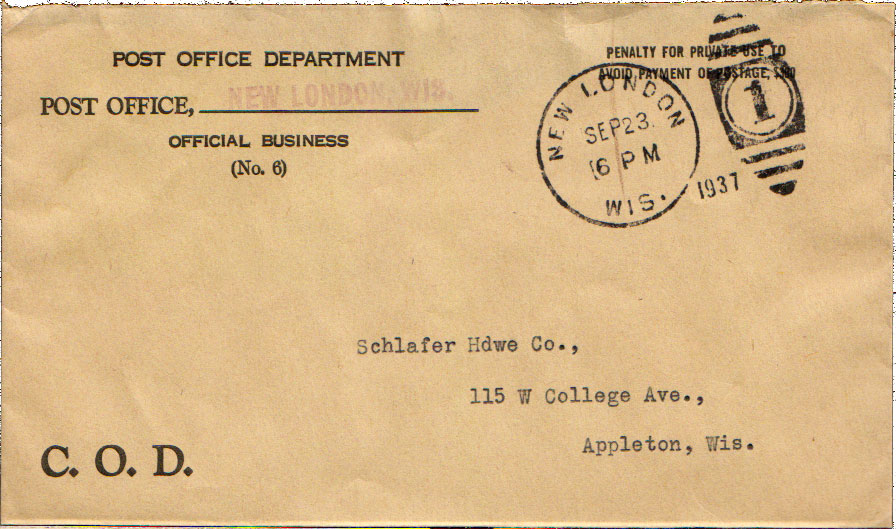 POST OFFICE DEPARTMENT
POST OFFICE, NEW LONDON, WIS.
OFFICIAL BUSINESS
(No. 6)
PENALTY FOR PRIVATE USE TO
AVOID PAYMENT OF POSTAGE, $300
NEW LONDON
SEP 23.
6 PM
WIS.
1937
1
Schlafer Hdwe Co.,
115 W College Ave.,
Appleton, Wis.
C. O. D.